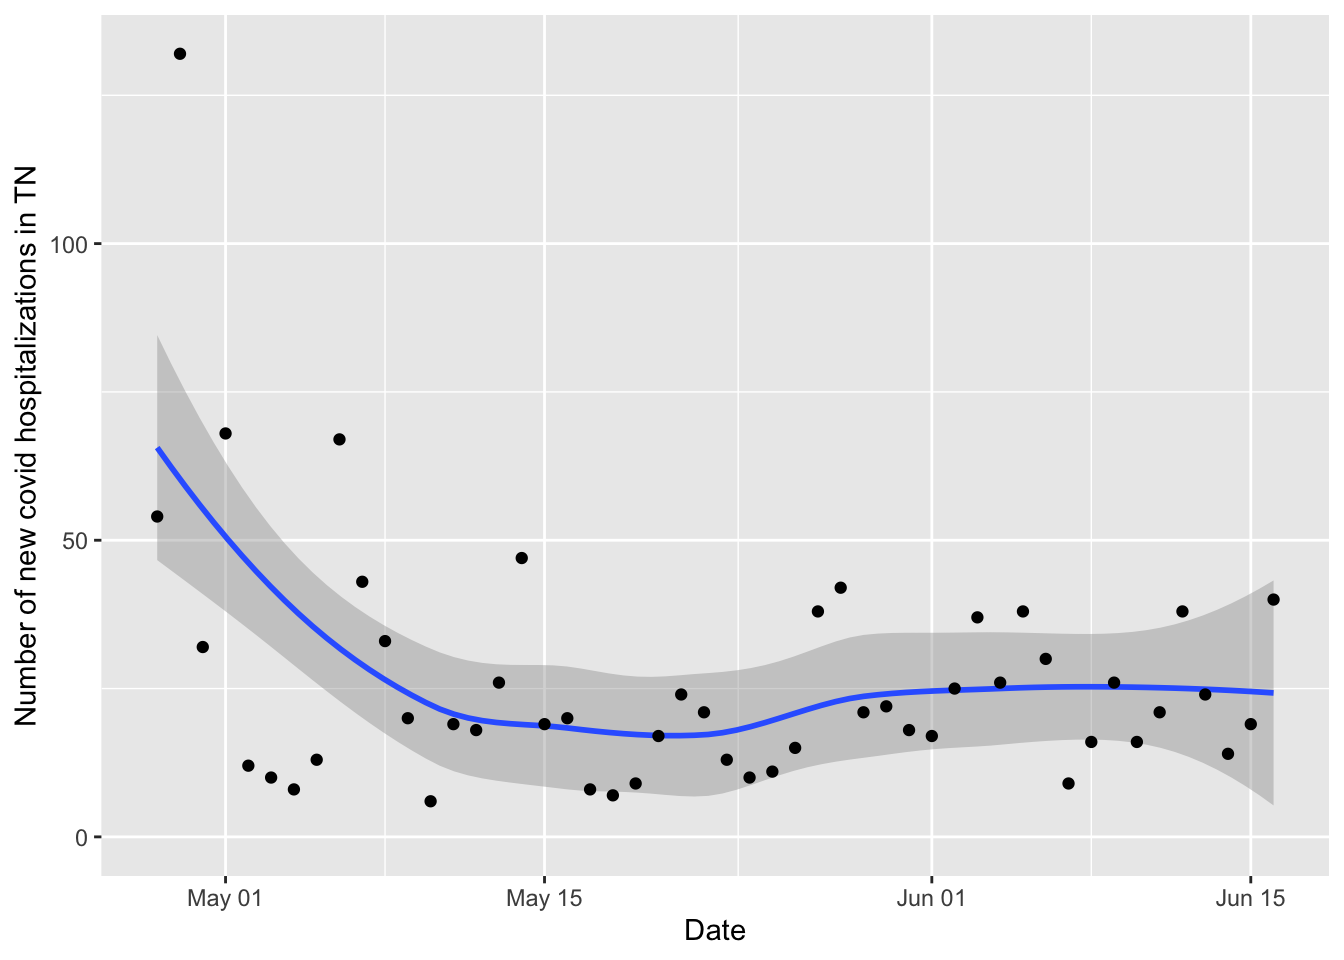 Number of new covid hospitalizations in TN
100
50
0
May 01
May 15
Jun 01
Jun 15
Date